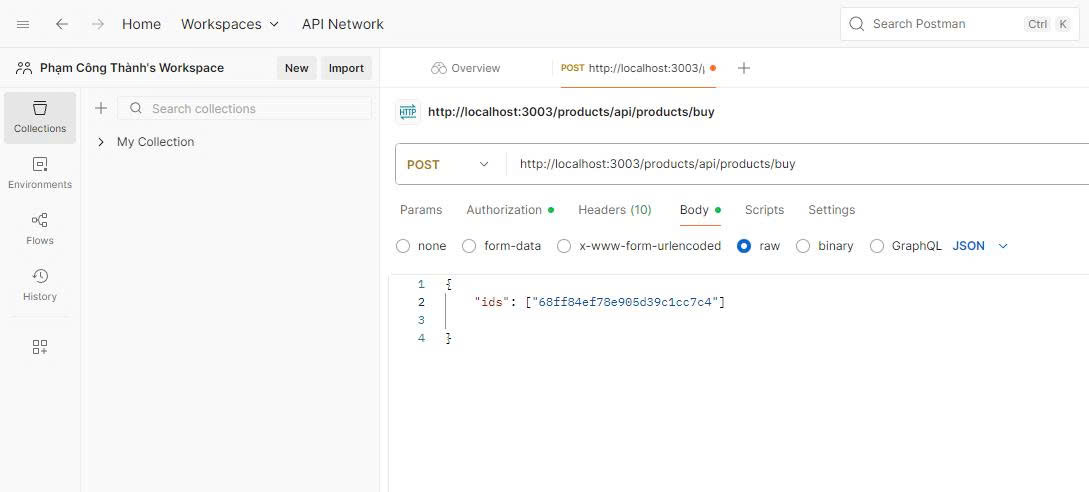 Home Workspaces API Network Search Postman Ctrl K
Phạm Công Thành's Workspace New Import
Overview POST http://localhost:3003/
Collections
Search collections
My Collection
Environments
Flows
History
HTTP http://localhost:3003/products/api/products/buy
POST http://localhost:3003/products/api/products/buy
Params Authorization Headers (10) Body Scripts Settings
none form-data x-www-form-urlencoded raw binary GraphQL JSON
1 {
2 "ids": ["68ff84ef78e905d39c1cc7c4"]
3
4 }